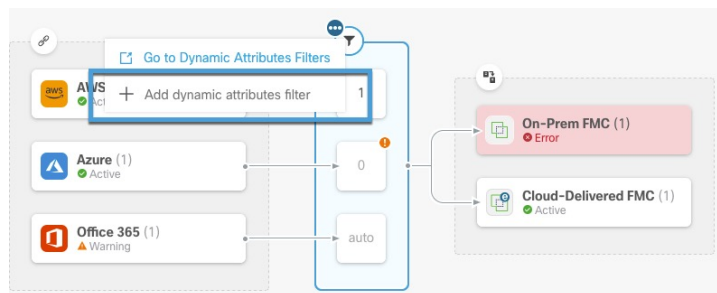 Go to Dynamic Attributes Filters
AWS
aws
Add dynamic attributes filter
1
On-Prem FMC (1)
Error
Azure (1)
Active
0
Cloud-Delivered FMC (1)
Active
Office 365 (1)
Warning
auto